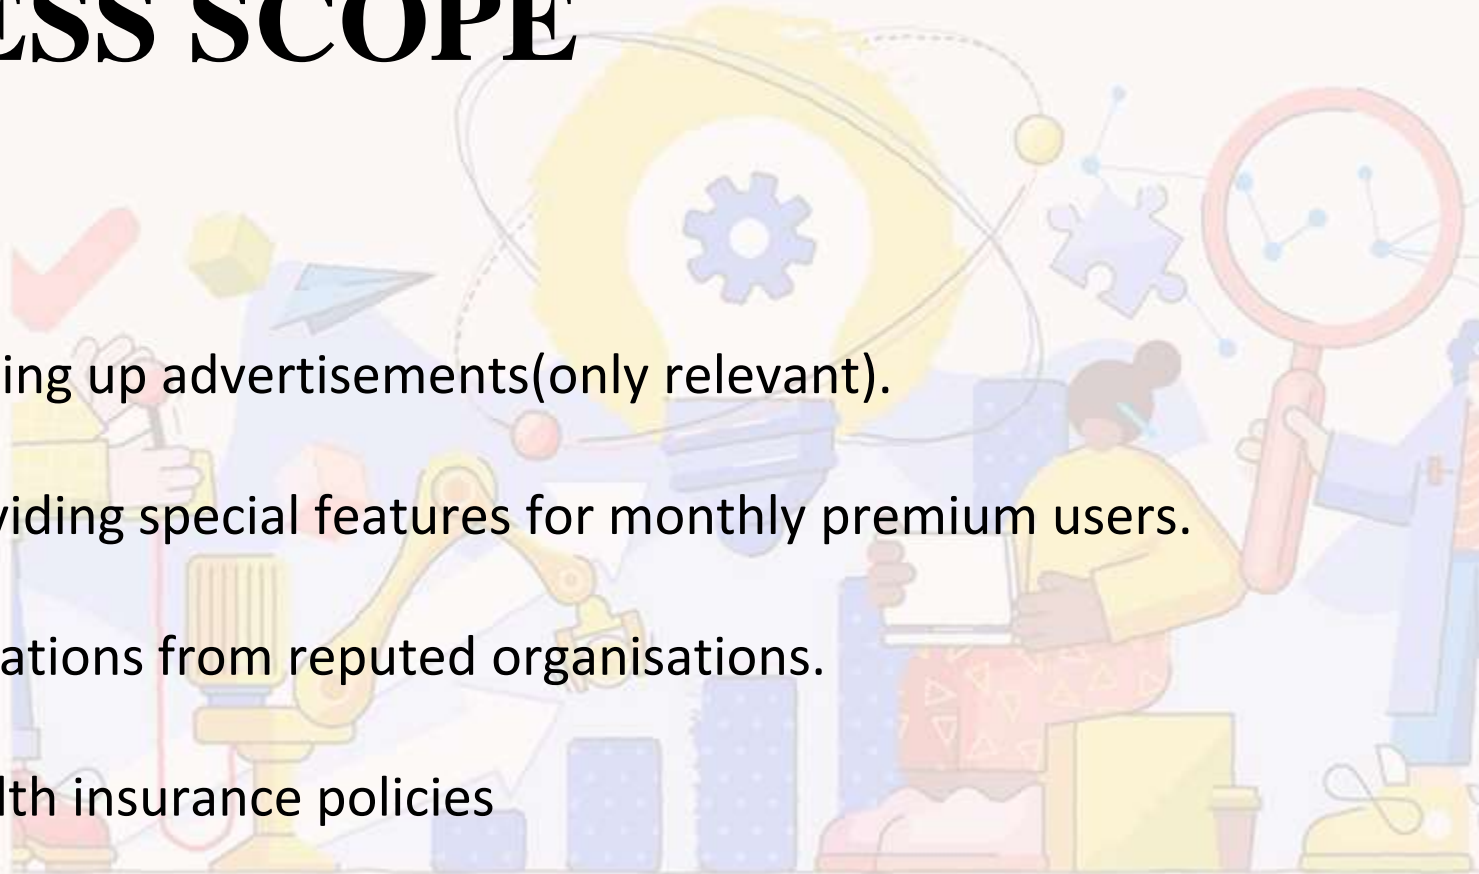 ESS SCOPE
ing up advertisements(only relevant).
viding special features for monthly premium users.
ations from reputed organisations.
lth insurance policies